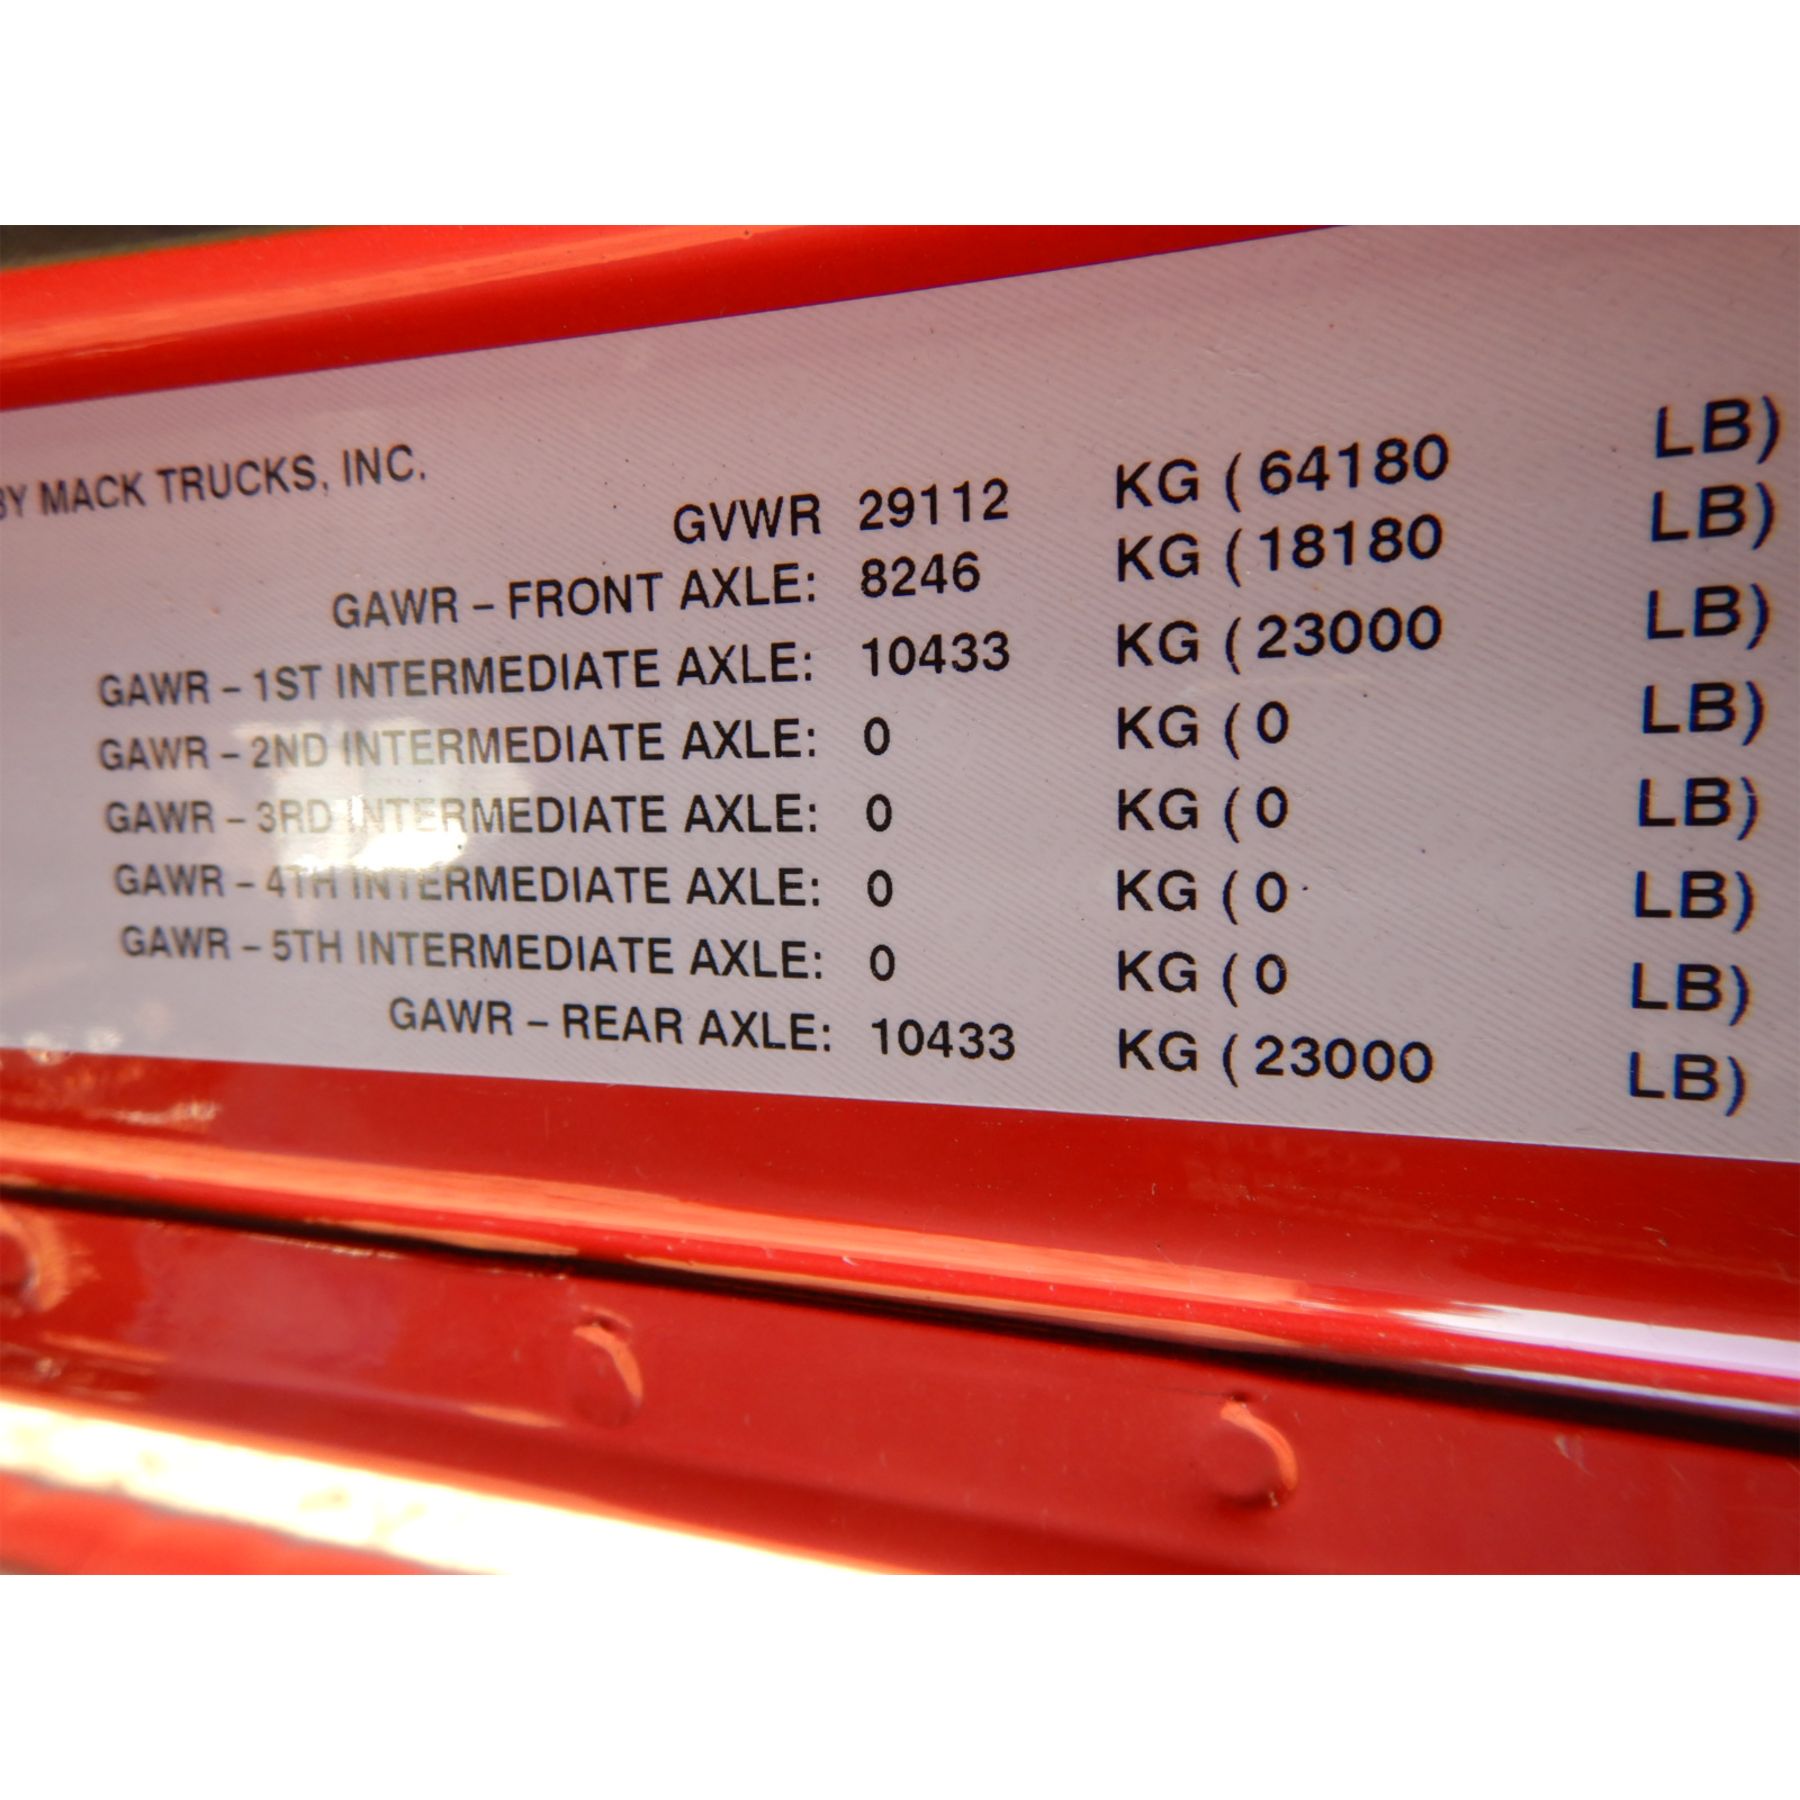 BY MACK TRUCKS, INC.
GVWR 29112 KG ( 64180 LB)
GAWR – FRONT AXLE: 8246 KG ( 18180 LB)
GAWR – 1ST INTERMEDIATE AXLE: 10433 KG ( 23000 LB)
GAWR – 2ND INTERMEDIATE AXLE: 0 KG ( 0 LB)
GAWR – 3RD INTERMEDIATE AXLE: 0 KG ( 0 LB)
GAWR – 4TH INTERMEDIATE AXLE: 0 KG ( 0 LB)
GAWR – 5TH INTERMEDIATE AXLE: 0 KG ( 0 LB)
GAWR – REAR AXLE: 10433 KG ( 23000 LB)